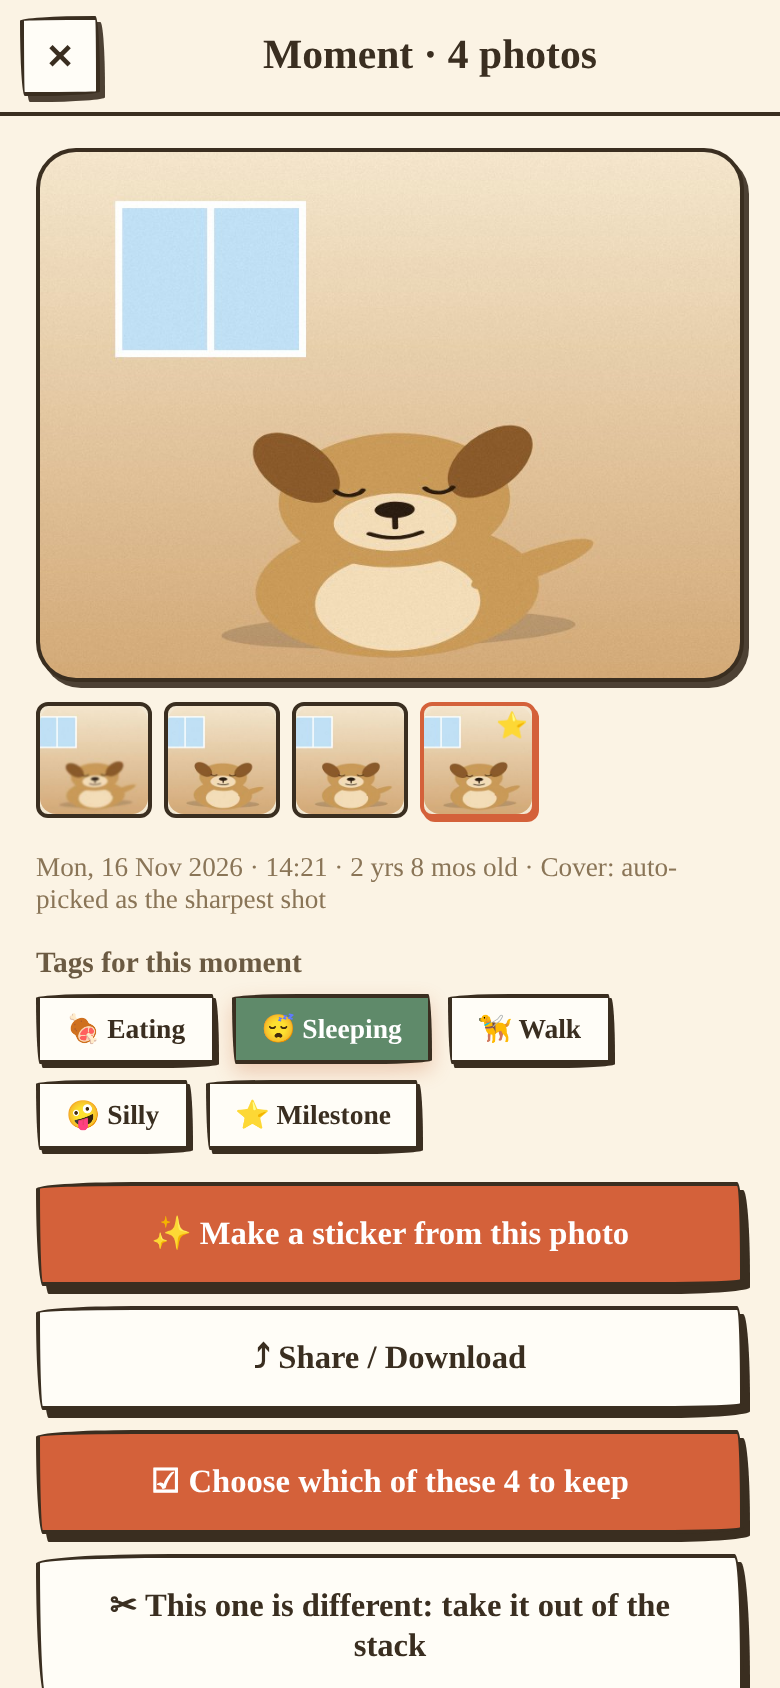 ✕
Moment · 4 photos
Mon, 16 Nov 2026 · 14:21 · 2 yrs 8 mos old · Cover: auto-
picked as the sharpest shot
Tags for this moment
🍖 Eating
😴 Sleeping
🦮 Walk
🤪 Silly
⭐ Milestone
✨ Make a sticker from this photo
⤴ Share / Download
☑ Choose which of these 4 to keep
✂ This one is different: take it out of the
stack